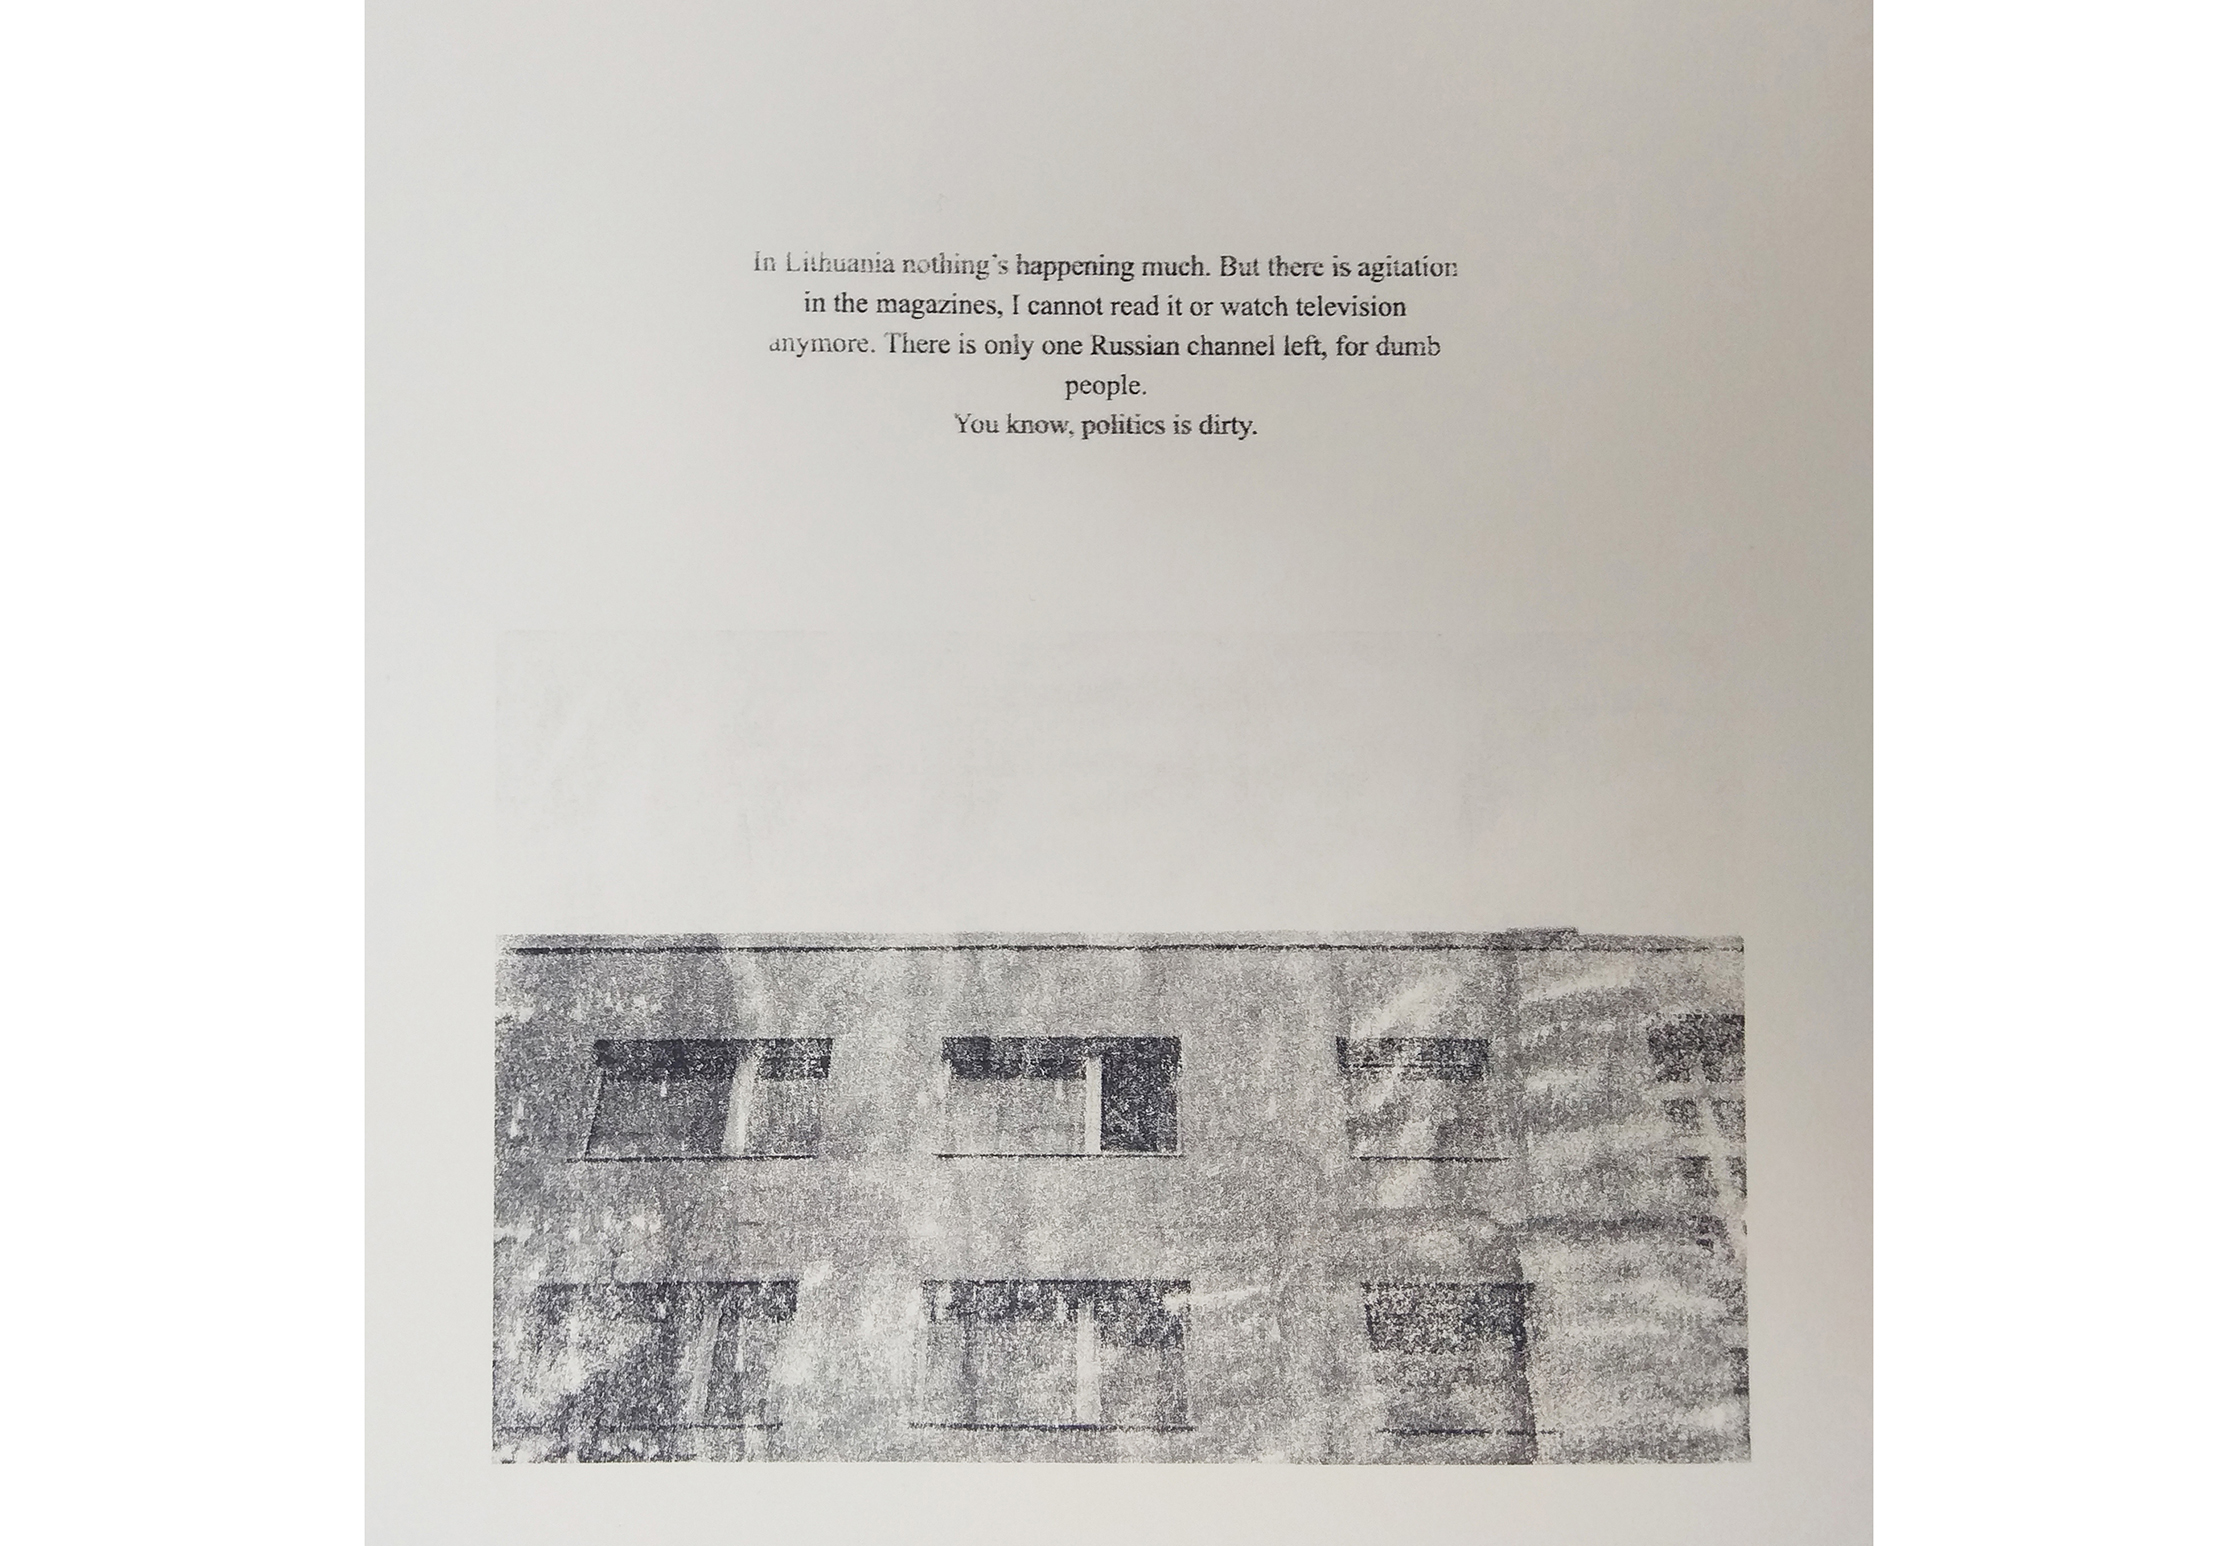 In Lithuania nothing's happening much. But there is agitation
in the magazines, I cannot read it or watch television
anymore. There is only one Russian channel left, for dumb
people.
You know, politics is dirty.